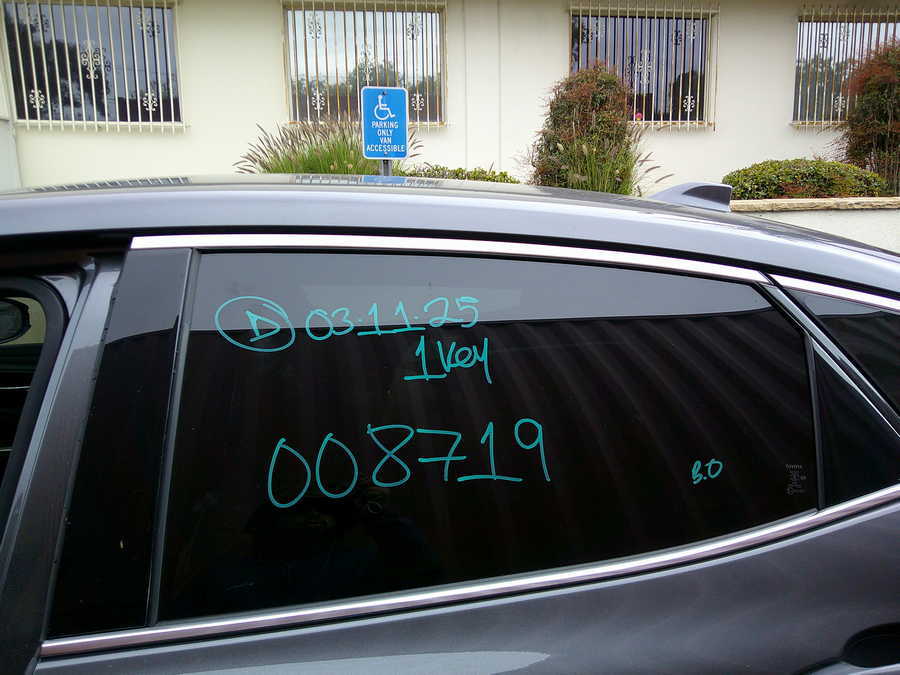 PARKING
ONLY
VAN
ACCESSIBLE
D 03.11.25
1 Key
008719
B.O